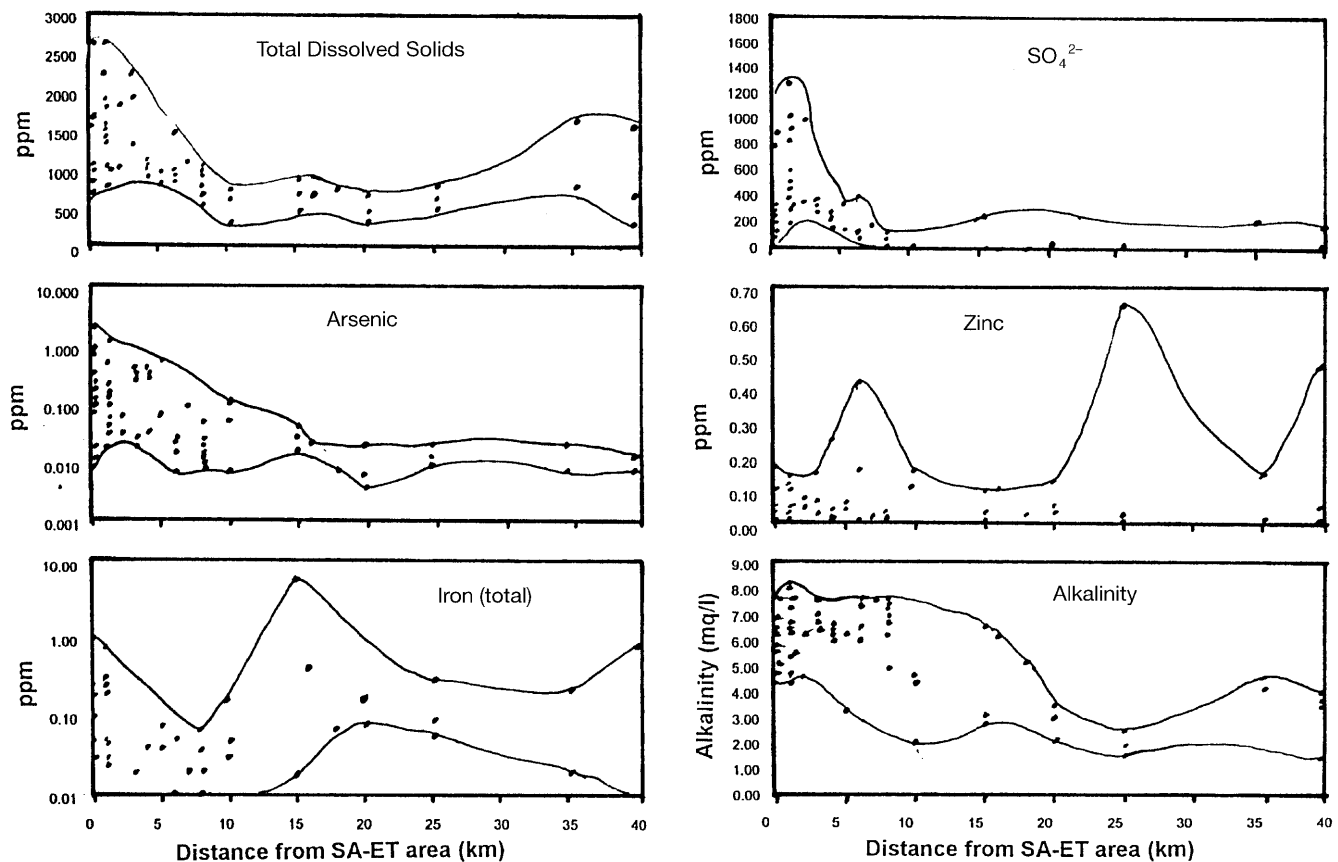 Total Dissolved Solids
ppm
3000
2500
2000
1500
1000
500
0
SO₄²⁻
ppm
1800
1600
1400
1200
1000
800
600
400
200
0
Arsenic
ppm
10.000
1.000
0.100
0.010
0.001
Zinc
ppm
0.70
0.60
0.50
0.40
0.30
0.20
0.10
0.00
Iron (total)
ppm
10.00
1.00
0.10
0.01
0 5 10 15 20 25 30 35 40
Distance from SA-ET area (km)
Alkalinity
Alkalinity (mq/l)
9.00
8.00
7.00
6.00
5.00
4.00
3.00
2.00
1.00
0.00
0 5 10 15 20 25 30 35 40
Distance from SA-ET area (km)